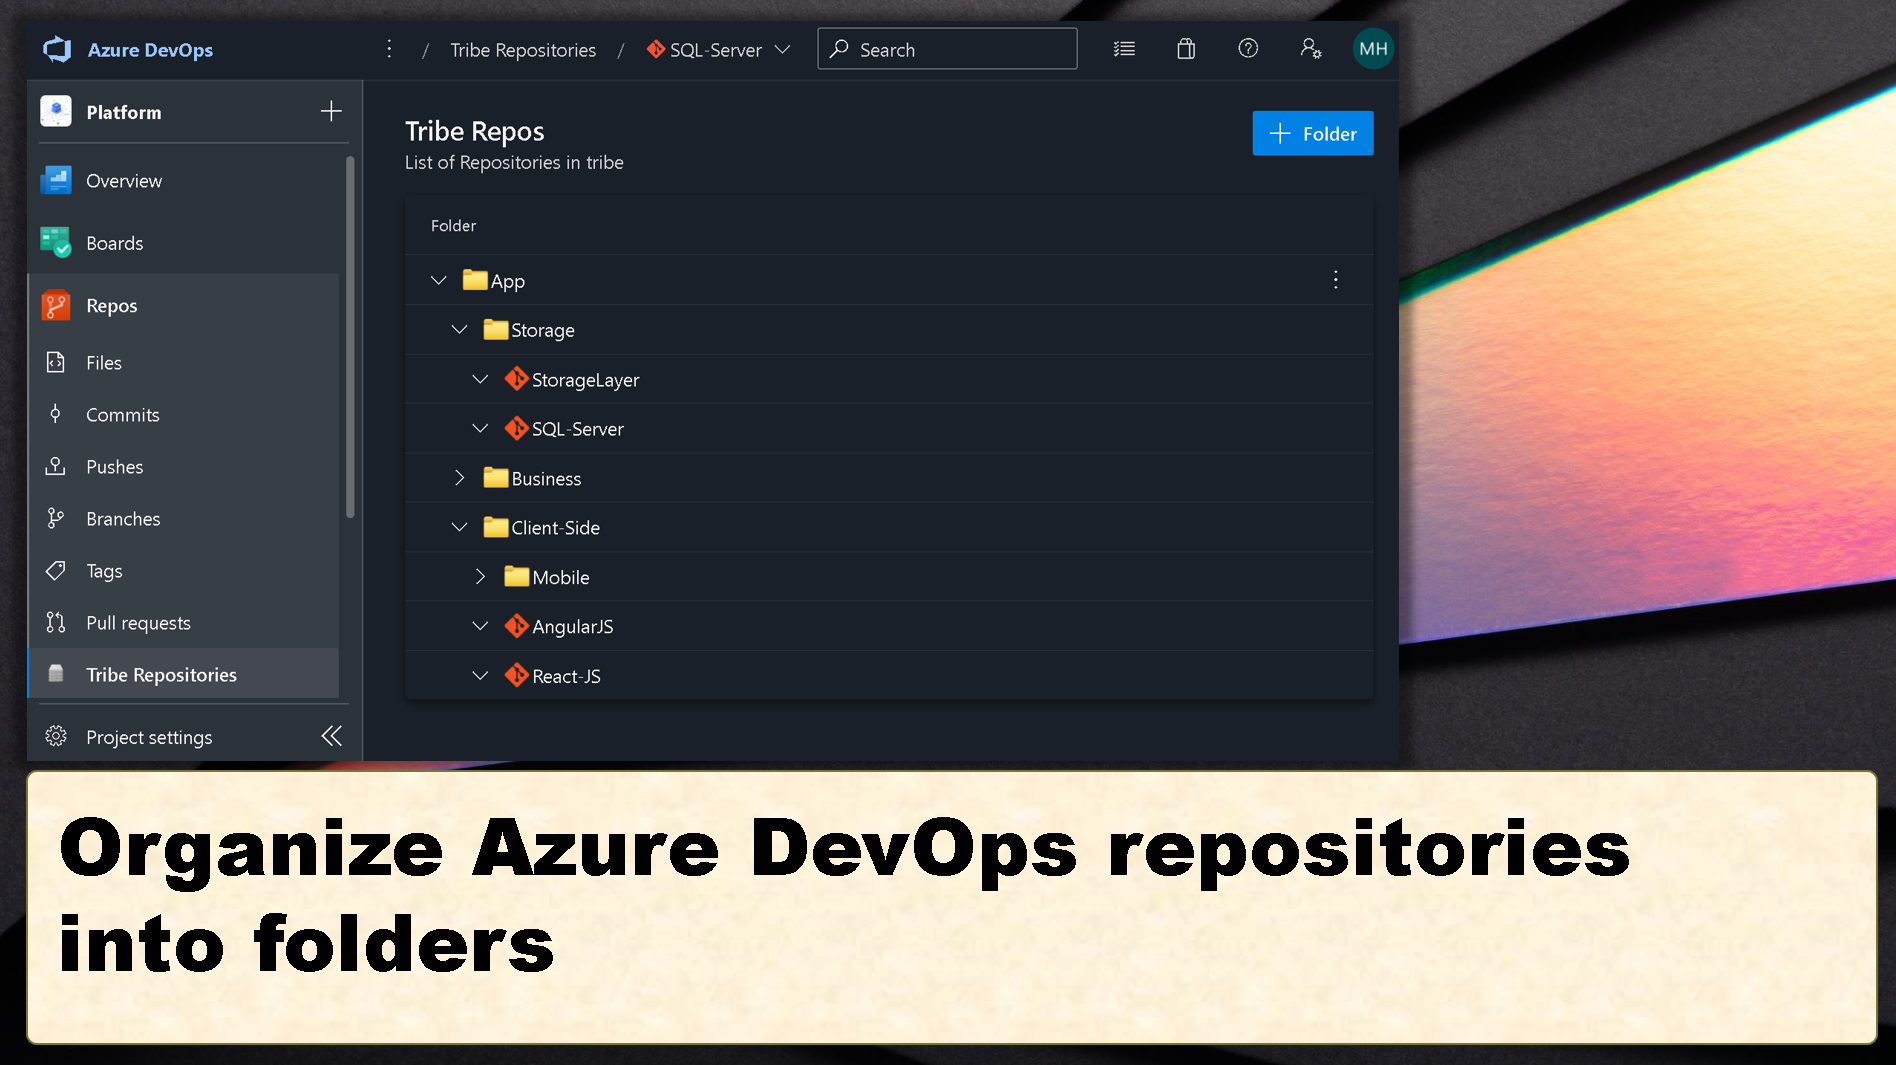 Azure DevOps
/ Tribe Repositories / SQL-Server
Search
MH
Platform
Overview
Boards
Repos
Files
Commits
Pushes
Branches
Tags
Pull requests
Tribe Repositories
Project settings
Tribe Repos
List of Repositories in tribe
+ Folder
Folder
App
Storage
StorageLayer
SQL-Server
Business
Client-Side
Mobile
AngularJS
React-JS
Organize Azure DevOps repositories
into folders